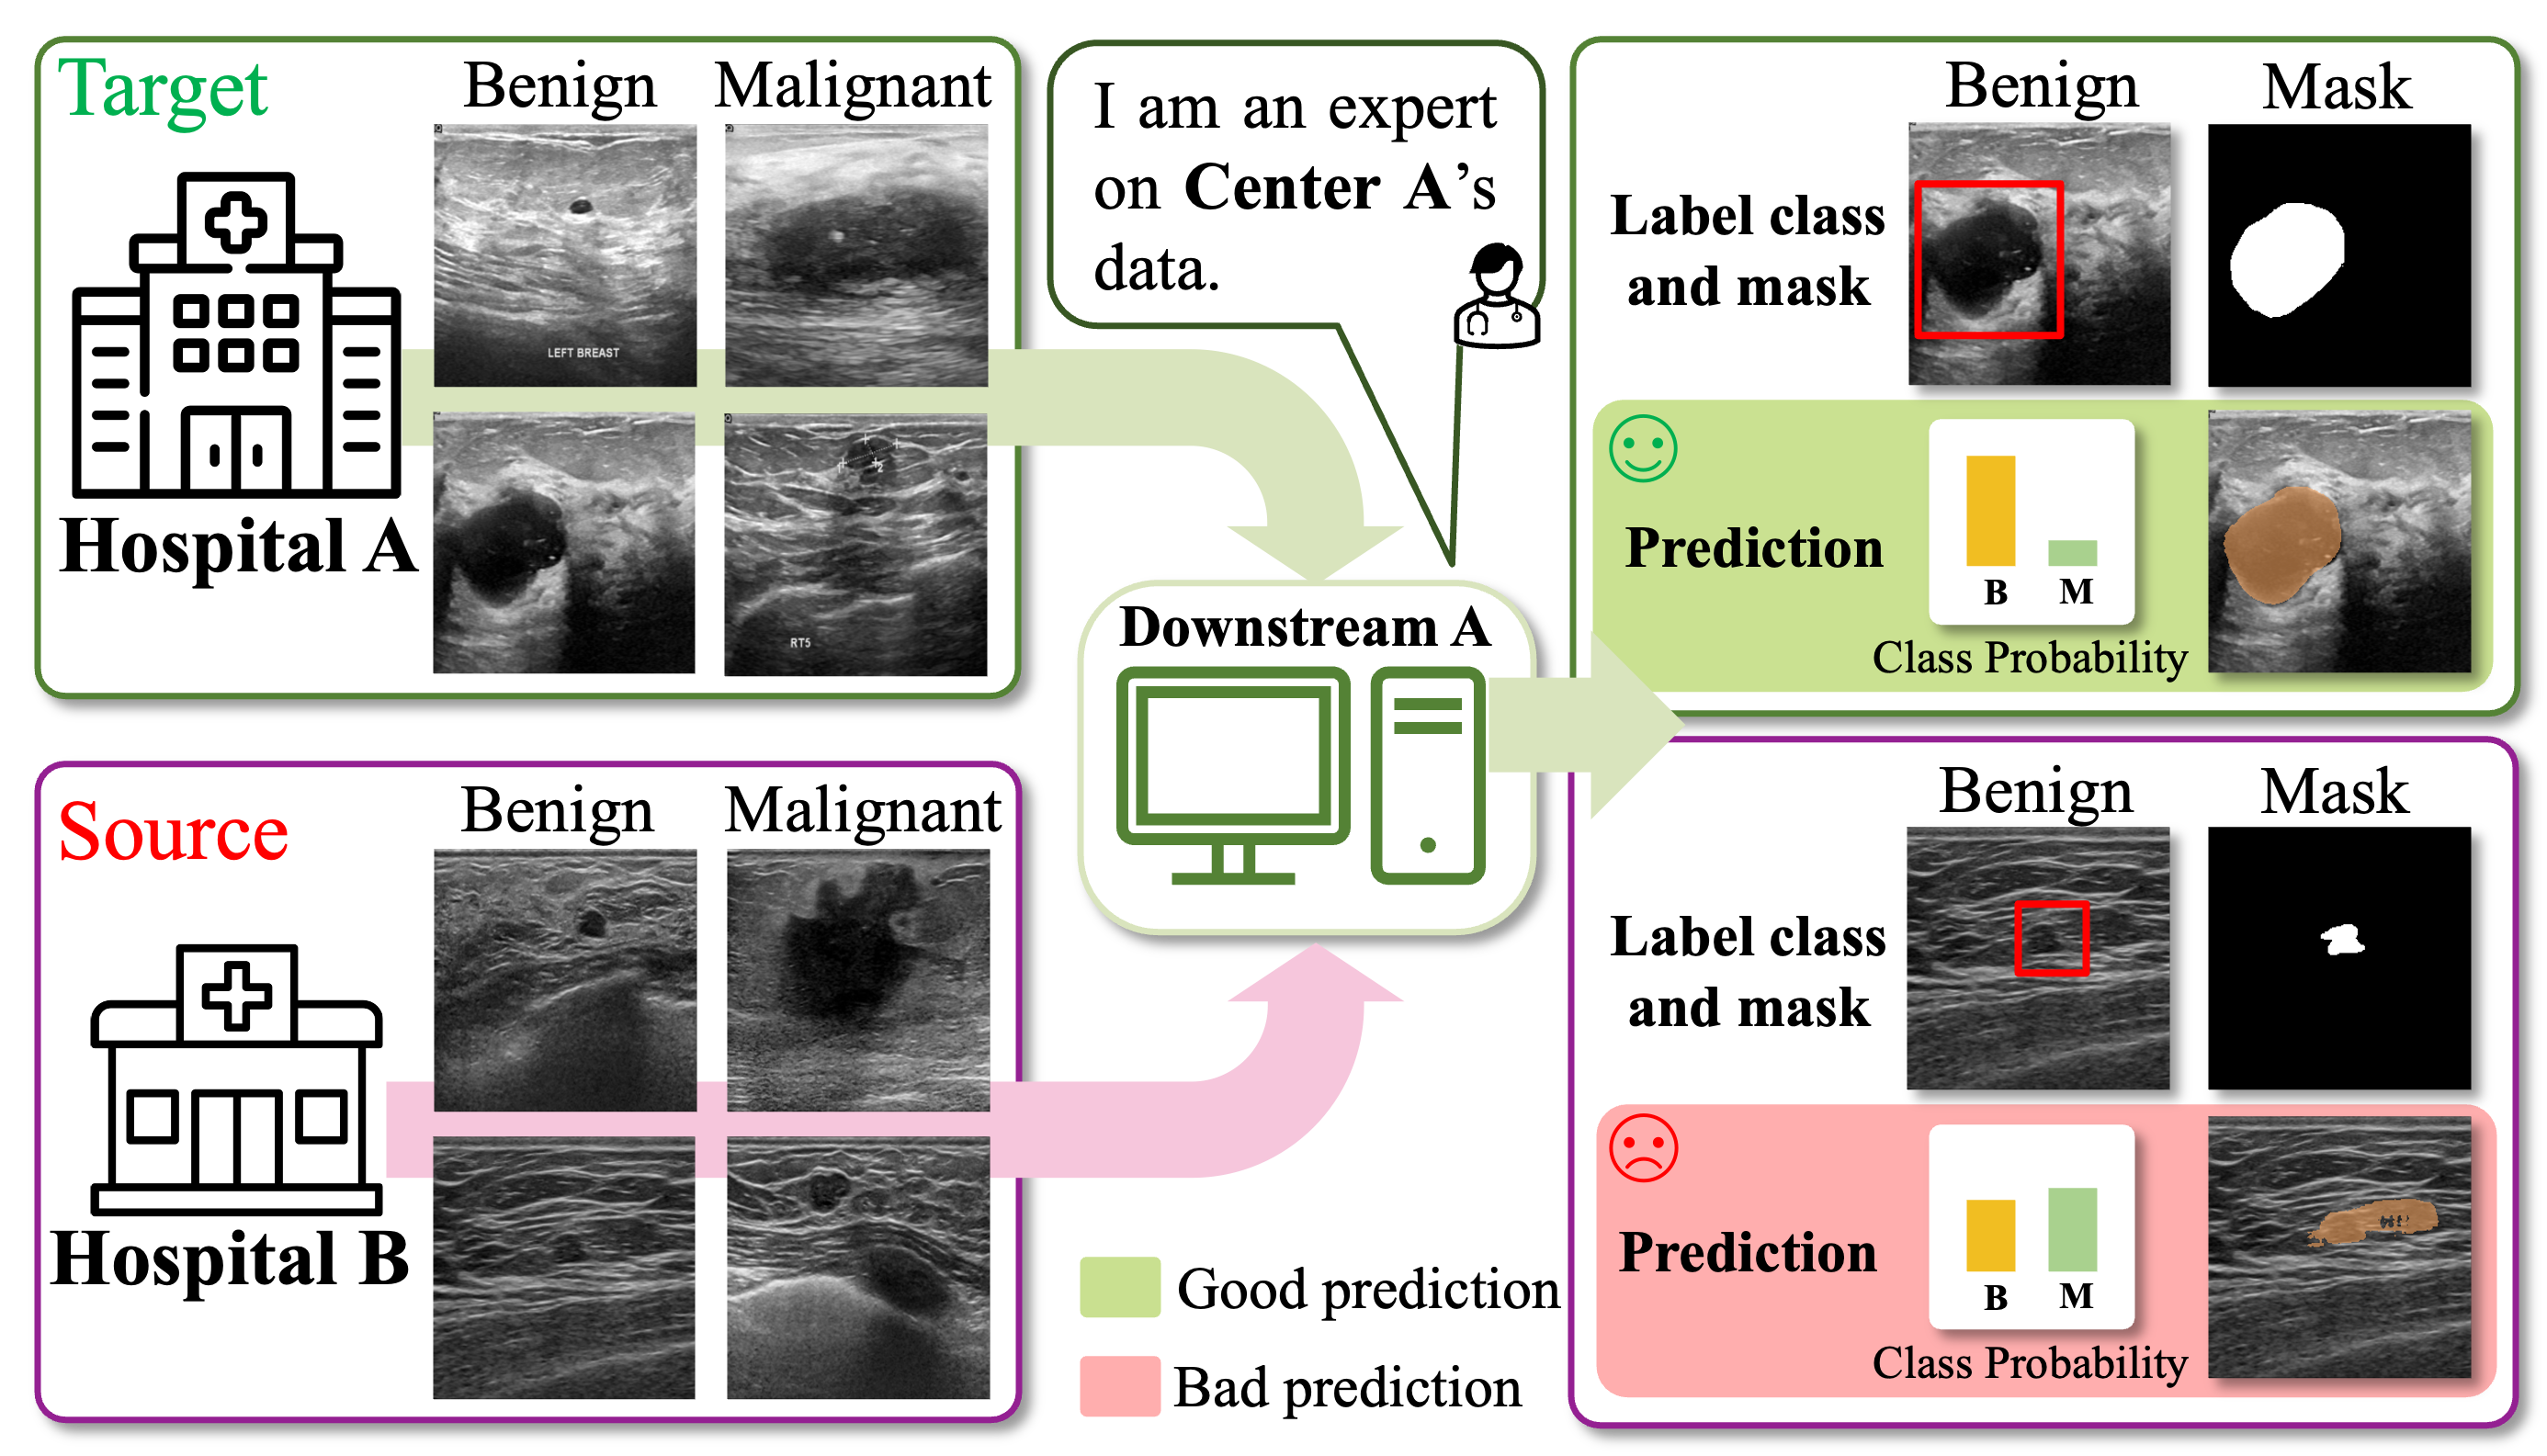 Target
Benign
Malignant
LEFT BREAST
RT5
Hospital A
I am an expert
on Center A's
data.
Downstream A
Benign
Mask
Label class
and mask
Prediction
B
M
Class Probability
Source
Benign
Malignant
Hospital B
Good prediction
Bad prediction
Benign
Mask
Label class
and mask
Prediction
B
M
Class Probability